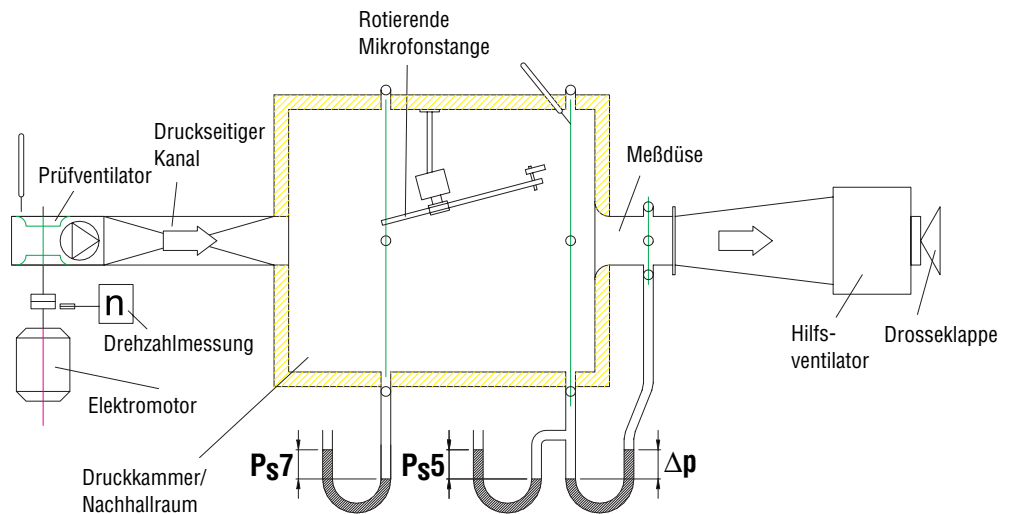 Rotierende
Mikrofonstange
Druckseitiger
Kanal
Prüfventilator
Meßdüse
n
Drehzahlmessung
Hilfs-
ventilator
Drosseklappe
Elektromotor
Druckkammer/
Nachhallraum
Ps7
Ps5
Δp